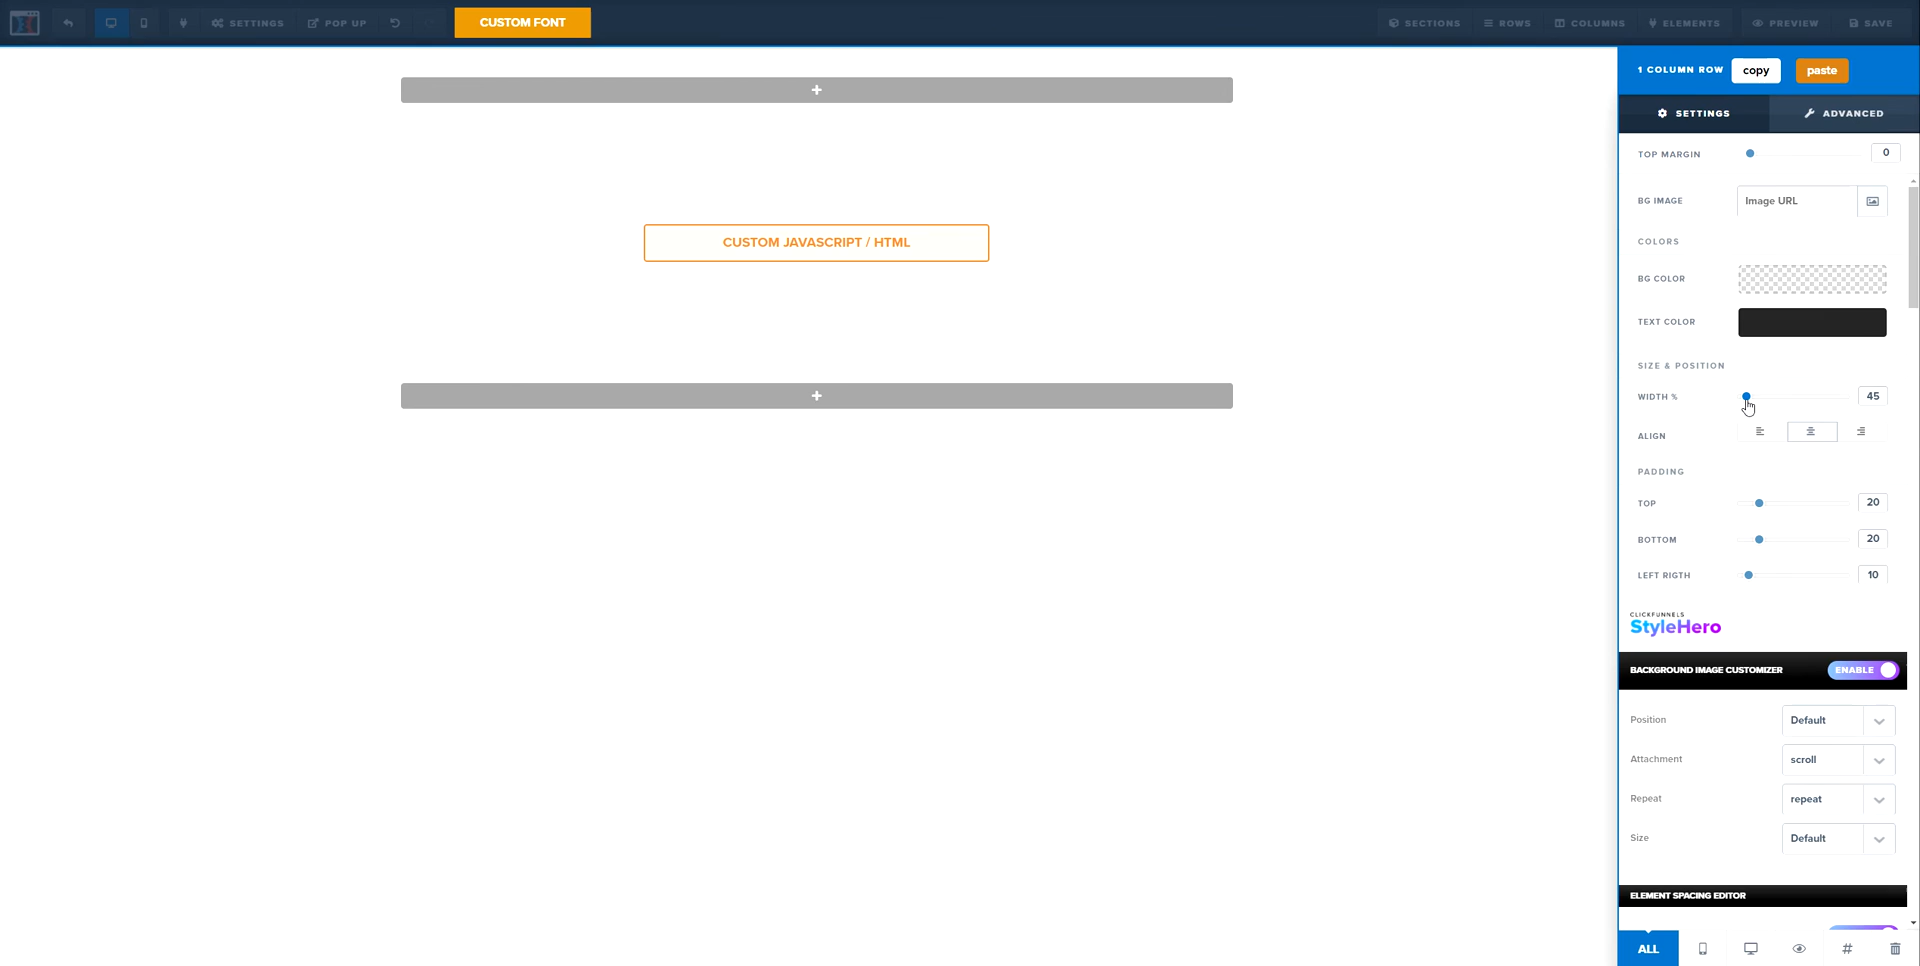 SETTINGS
POP UP
CUSTOM FONT
SECTIONS
ROWS
COLUMNS
ELEMENTS
PREVIEW
SAVE
1 COLUMN ROW
copy
paste
SETTINGS
ADVANCED
TOP MARGIN
0
BG IMAGE
Image URL
COLORS
BG COLOR
TEXT COLOR
SIZE & POSITION
WIDTH %
45
ALIGN
PADDING
TOP
20
BOTTOM
20
LEFT RIGTH
10
CLICKFUNNELS
StyleHero
BACKGROUND IMAGE CUSTOMIZER
ENABLE
Position
Default
Attachment
scroll
Repeat
repeat
Size
Default
ELEMENT SPACING EDITOR
ALL
#
+
CUSTOM JAVASCRIPT / HTML
+